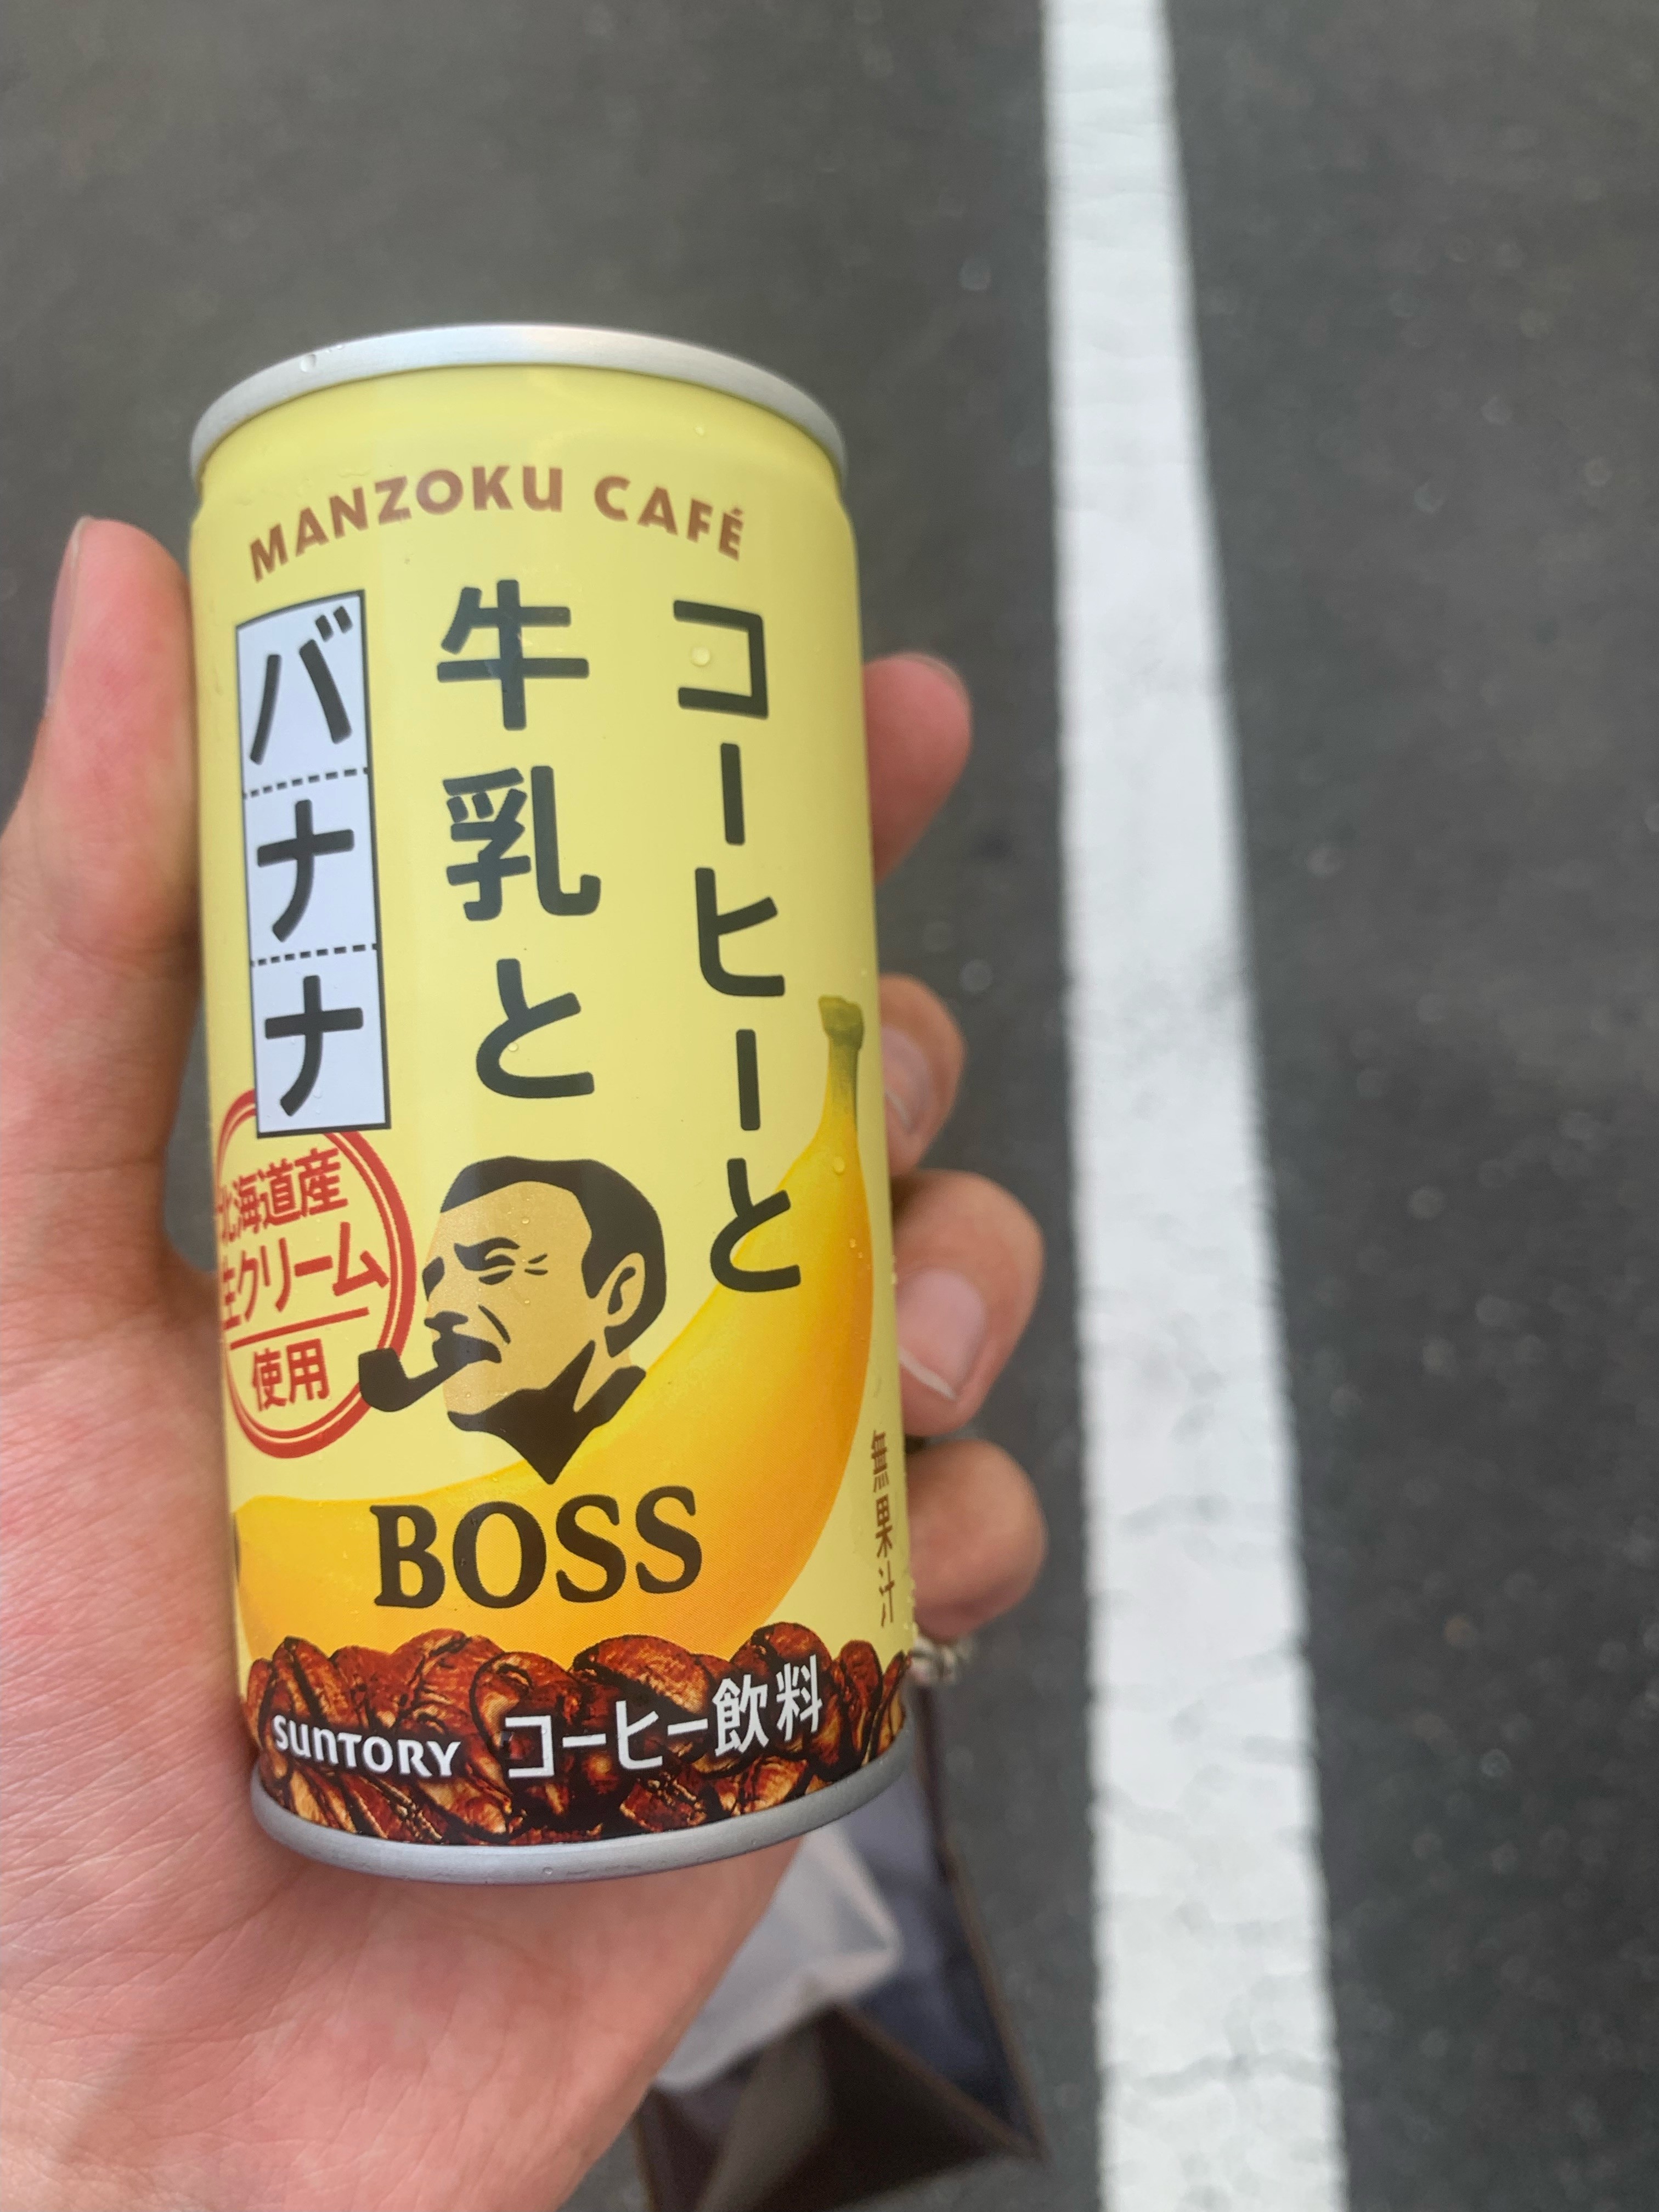 MANZOKU CAFÉ
コーヒーと
牛乳と
バナナ
北海道産
生クリーム
使用
BOSS
無果汁
SUNTORY コーヒー飲料